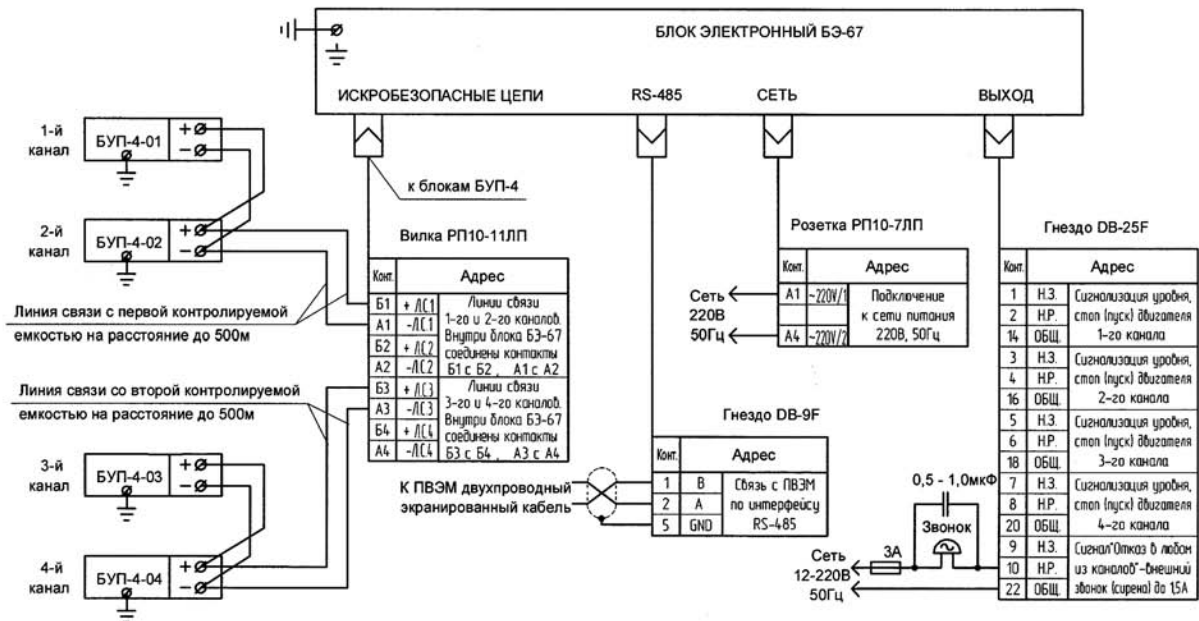 БЛОК ЭЛЕКТРОННЫЙ БЭ-67
ИСКРОБЕЗОПАСНЫЕ ЦЕПИ
RS-485
СЕТЬ
ВЫХОД
1-й
канал
БУП-4-01
+
−
2-й
канал
БУП-4-02
+
−
к блокам БУП-4
Линия связи с первой контролируемой
емкостью на расстояние до 500м
Линия связи со второй контролируемой
емкостью на расстояние до 500м
3-й
канал
БУП-4-03
+
−
4-й
канал
БУП-4-04
+
−
Вилка РП10-11ЛП
Конт. Адрес
Б1 + ЛС1 Линии связи
А1 -ЛС1 1-го и 2-го каналов.
Б2 + ЛС2 Внутри блока БЭ-67
соединены контакты
А2 -ЛС2 Б1 с Б2 , А1 с А2
Б3 + ЛС3 Линии связи
А3 -ЛС3 3-го и 4-го каналов.
Б4 + ЛС4 Внутри блока БЭ-67
соединены контакты
А4 -ЛС4 Б3 с Б4 , А3 с А4
Розетка РП10-7ЛП
Конт. Адрес
А1 ~220V/1 Подключение
к сети питания
А4 ~220V/2 220В, 50Гц
Сеть
220В
50Гц
Гнездо DB-9F
Конт. Адрес
1 B Связь с ПВЭМ
2 A по интерфейсу
5 GND RS-485
К ПВЭМ двухпроводный
экранированный кабель
Гнездо DB-25F
Конт. Адрес
1 Н.З. Сигнализация уровня,
2 Н.Р. стоп (пуск) двигателя
14 ОБЩ. 1-го канала
3 Н.З. Сигнализация уровня,
4 Н.Р. стоп (пуск) двигателя
16 ОБЩ. 2-го канала
5 Н.З. Сигнализация уровня,
6 Н.Р. стоп (пуск) двигателя
18 ОБЩ. 3-го канала
7 Н.З. Сигнализация уровня,
8 Н.Р. стоп (пуск) двигателя
20 ОБЩ. 4-го канала
9 Н.З. Сигнал"Отказ в любом
10 Н.Р. из каналов"-внешний
22 ОБЩ. звонок (сирена) до 1,5А
0,5 - 1,0мкФ
Звонок
3А
Сеть
12-220В
50Гц